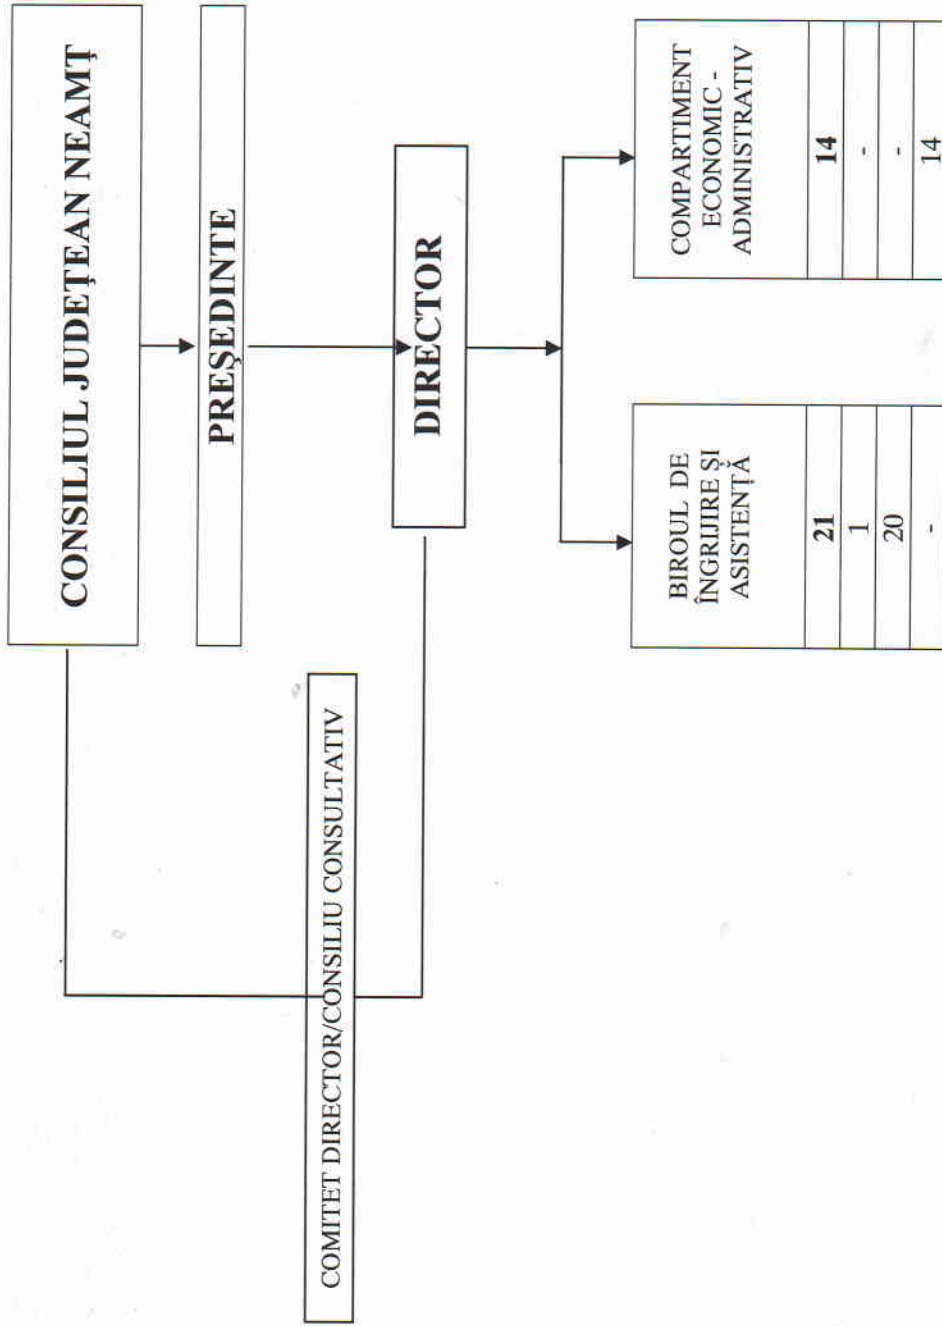 CONSILIUL JUDEȚEAN NEAMȚ
PREȘEDINTE
COMITET DIRECTOR/CONSILIU CONSULTATIV
DIRECTOR
BIROUL DE
ÎNGRIJIRE ȘI
ASISTENȚĂ
21
1
20
-
COMPARTIMENT
ECONOMIC -
ADMINISTRATIV
14
-
-
14